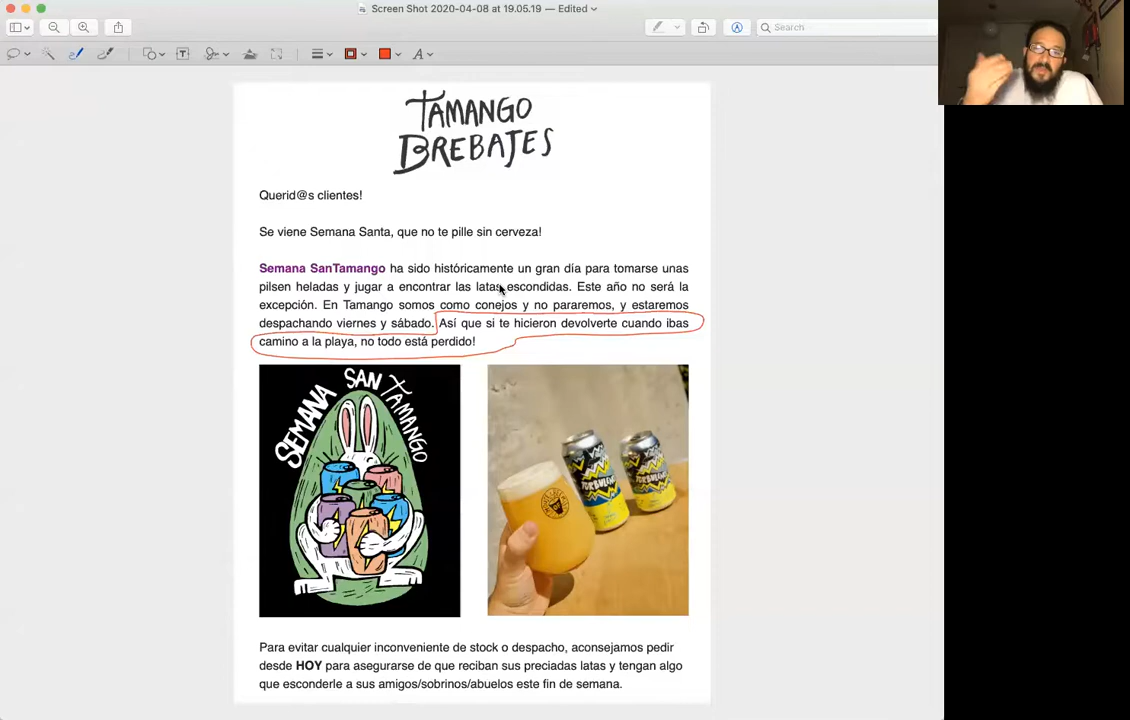 Screen Shot 2020-04-08 at 19.05.19 — Edited
Search
TAMANGO
BREBAJES
Querid@s clientes!
Se viene Semana Santa, que no te pille sin cerveza!
Semana SanTamango ha sido históricamente un gran día para tomarse unas
pilsen heladas y jugar a encontrar las latas escondidas. Este año no será la
excepción. En Tamango somos como conejos y no pararemos, y estaremos
despachando viernes y sábado. Así que si te hicieron devolverte cuando ibas
camino a la playa, no todo está perdido!
SEMANA SAN TAMANGO
Para evitar cualquier inconveniente de stock o despacho, aconsejamos pedir
desde HOY para asegurarse de que reciban sus preciadas latas y tengan algo
que esconderle a sus amigos/sobrinos/abuelos este fin de semana.